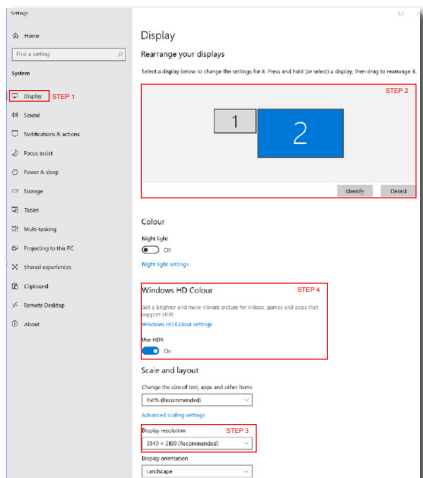 Settings
Home
Find a setting
System
Display STEP 1
Sound
Notifications & actions
Focus assist
Power & sleep
Storage
Tablet
Multi-tasking
Projecting to this PC
Shared experiences
Clipboard
Remote Desktop
About
Display
Rearrange your displays
Select a display below to change the settings for it. Press and hold (or select) a display, then drag to rearrange it.
STEP 2
1
2
Identify Detect
Colour
Night light
Off
Night light settings
Windows HD Colour STEP 4
Get a brighter and more vibrant picture for videos, games and apps that
support HDR.
Windows HD Colour settings
Use HDR
On
Scale and layout
Change the size of text, apps and other items
(Recommended)
Advanced scaling settings
Display resolution STEP 3
3840 × 2160 (Recommended)
Display orientation
Landscape